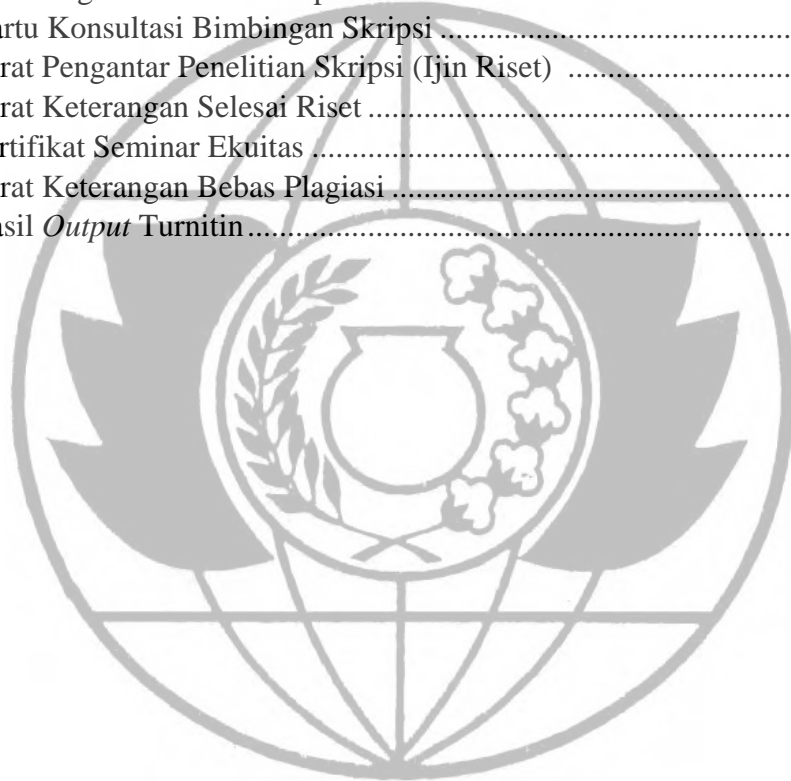 artu Konsultasi Bimbingan Skripsi ....................................................
rat Pengantar Penelitian Skripsi (Ijin Riset) .................................
rat Keterangan Selesai Riset ..............................................................
rtifikat Seminar Ekuitas ......................................................................
rat Keterangan Bebas Plagiasi ...........................................................
asil Output Turnitin ..............................................................................